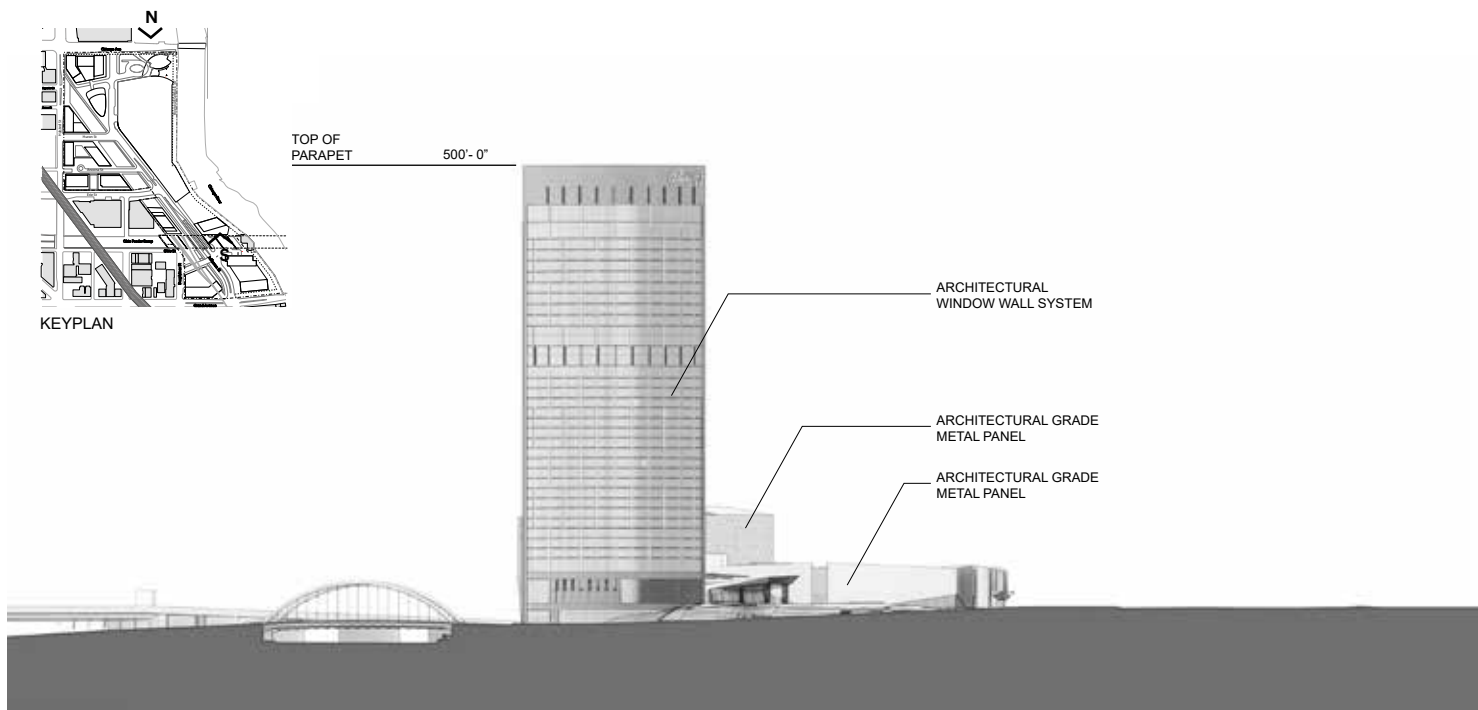 N
TOP OF
PARAPET 500'- 0"
ARCHITECTURAL
WINDOW WALL SYSTEM
ARCHITECTURAL GRADE
METAL PANEL
ARCHITECTURAL GRADE
METAL PANEL
KEYPLAN